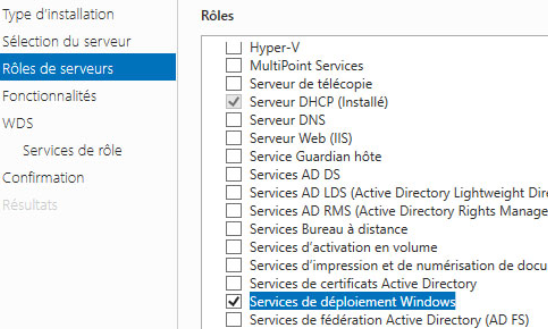 Type d'installation
Sélection du serveur
Rôles de serveurs
Fonctionnalités
WDS
Services de rôle
Confirmation
Résultats
Rôles
Hyper-V
MultiPoint Services
Serveur de télécopie
Serveur DHCP (Installé)
Serveur DNS
Serveur Web (IIS)
Service Guardian hôte
Services AD DS
Services AD LDS (Active Directory Lightweight Dire
Services AD RMS (Active Directory Rights Manage
Services Bureau à distance
Services d'activation en volume
Services d'impression et de numérisation de docu
Services de certificats Active Directory
Services de déploiement Windows
Services de fédération Active Directory (AD FS)